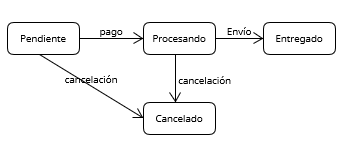 Pendiente
pago
Procesando
Envío
Entregado
cancelación
cancelación
Cancelado